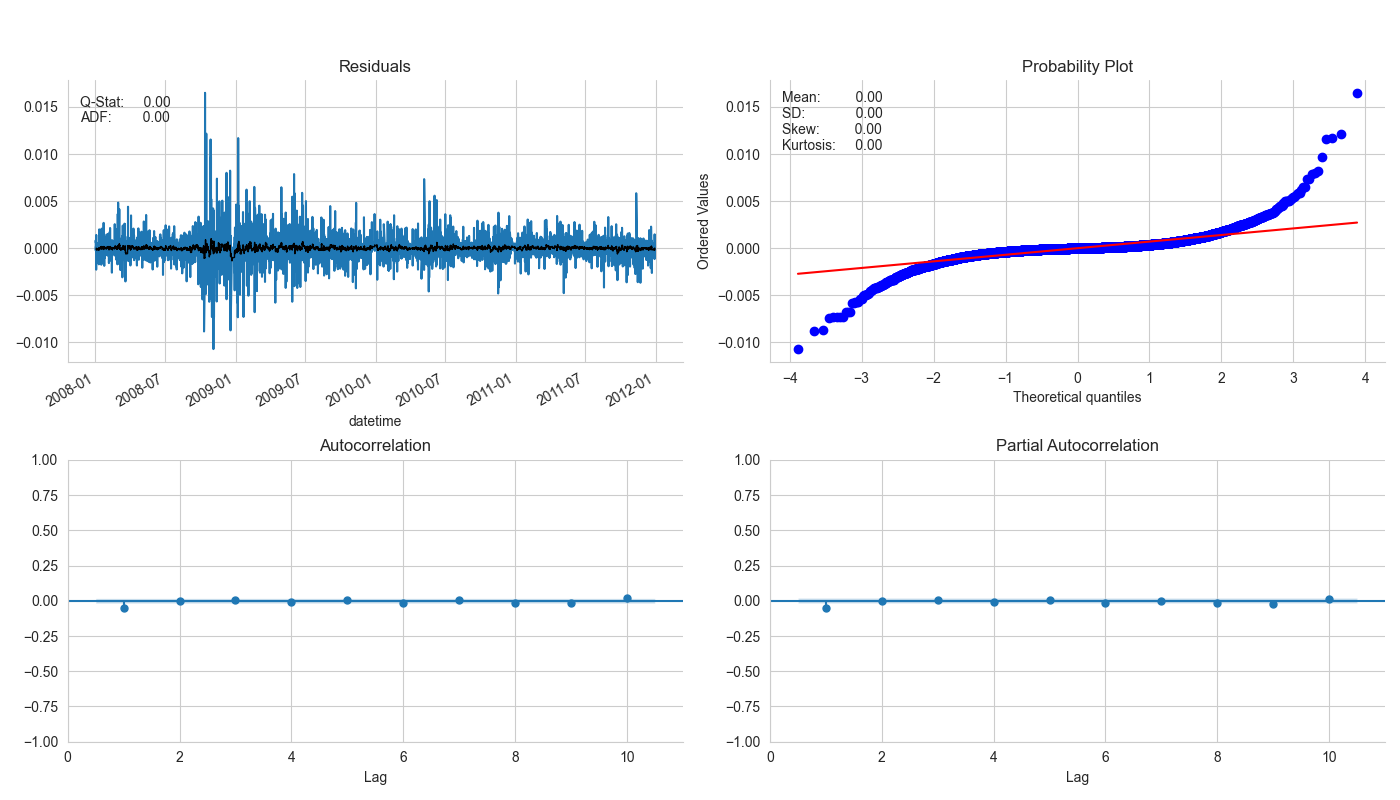 Residuals
Q-Stat: 0.00
ADF: 0.00
0.015
0.010
0.005
0.000
−0.005
−0.010
2008-01
2008-07
2009-01
2009-07
2010-01
2010-07
2011-01
2011-07
2012-01
datetime
Probability Plot
Mean: 0.00
SD: 0.00
Skew: 0.00
Kurtosis: 0.00
Ordered Values
0.015
0.010
0.005
0.000
−0.005
−0.010
−4 −3 −2 −1 0 1 2 3 4
Theoretical quantiles
Autocorrelation
1.00
0.75
0.50
0.25
0.00
−0.25
−0.50
−0.75
−1.00
0 2 4 6 8 10
Lag
Partial Autocorrelation
1.00
0.75
0.50
0.25
0.00
−0.25
−0.50
−0.75
−1.00
0 2 4 6 8 10
Lag